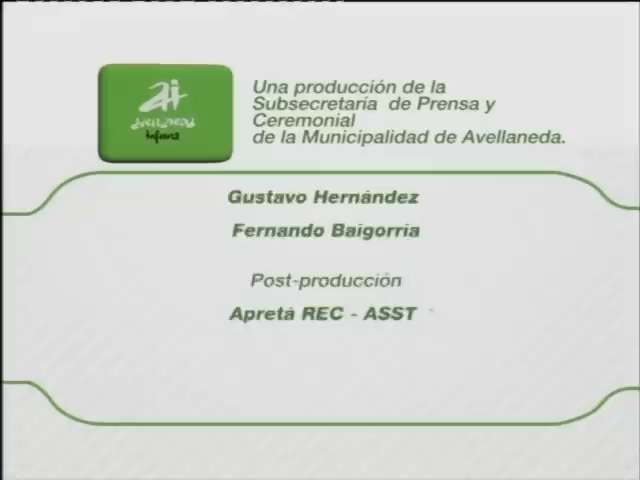 Una producción de la
Subsecretaría de Prensa y
Ceremonial
de la Municipalidad de Avellaneda.
Gustavo Hernández
Fernando Baigorria
Post-producción
Apretá REC - ASST